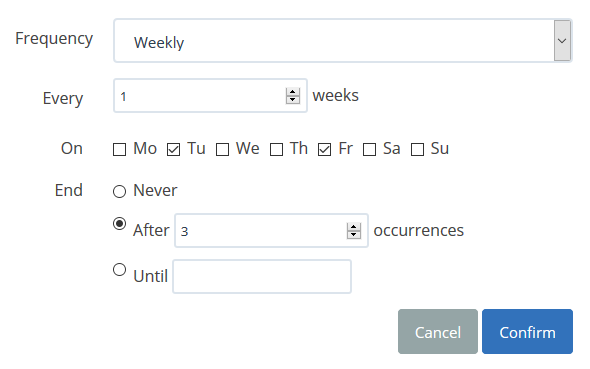 Frequency Weekly
Every 1 weeks
On Mo Tu We Th Fr Sa Su
End Never
After 3 occurrences
Until
Cancel Confirm